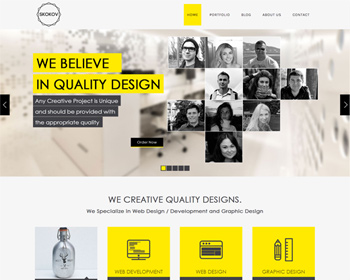 SKOKOV
HOME PORTFOLIO BLOG ABOUT US CONTACT
WE BELIEVE
IN QUALITY DESIGN
Any Creative Project is Unique
and should be provided with
the appropriate quality
Order Now
WE CREATIVE QUALITY DESIGNS.
We Specialize in Web Design / Development and Graphic Design
WEB DEVELOPMENT WEB DESIGN GRAPHIC DESIGN